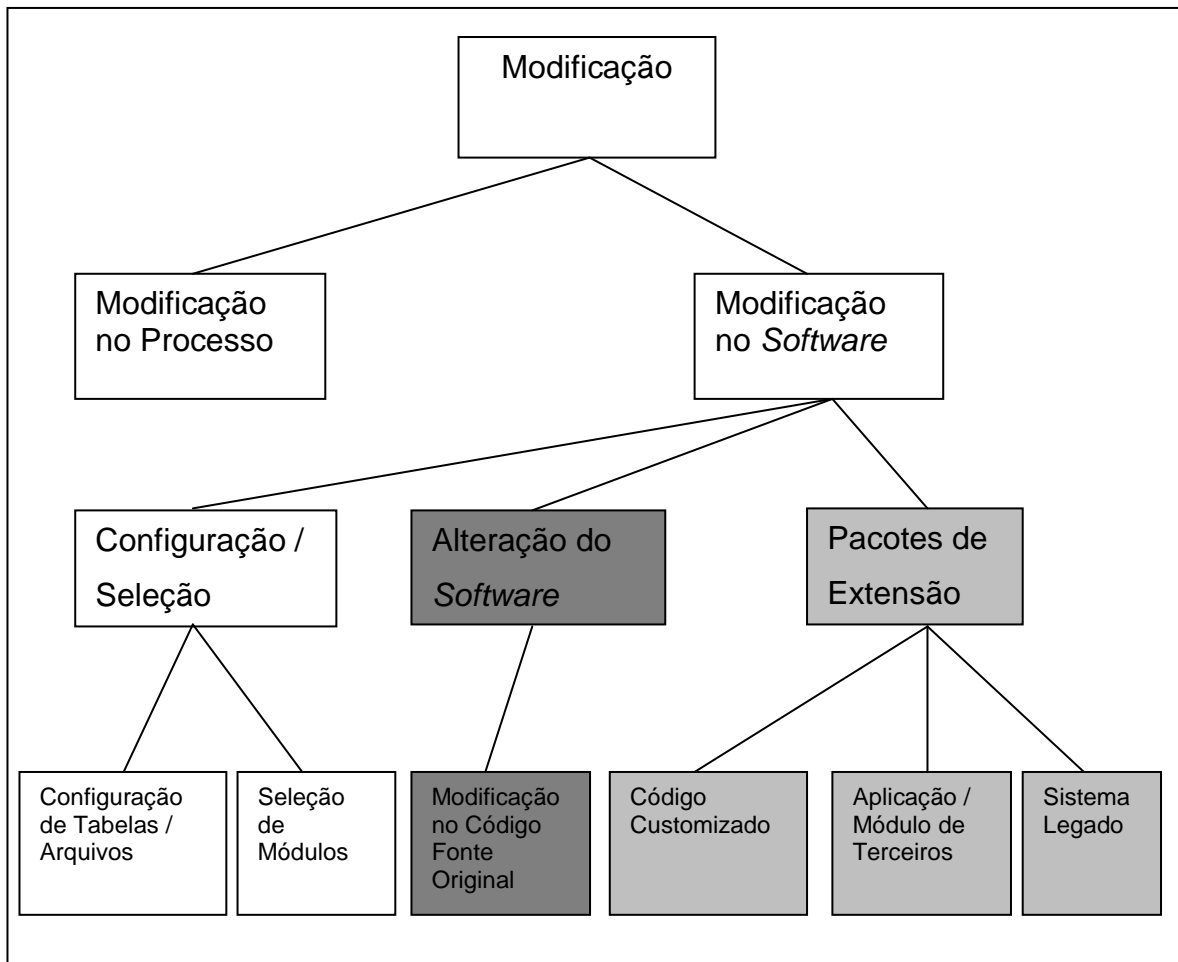 Modificação
Modificação
no Processo
Modificação
no Software
Configuração /
Seleção
Alteração do
Software
Pacotes de
Extensão
Configuração
de Tabelas /
Arquivos
Seleção
de
Módulos
Modificação
no Código
Fonte
Original
Código
Customizado
Aplicação /
Módulo de
Terceiros
Sistema
Legado